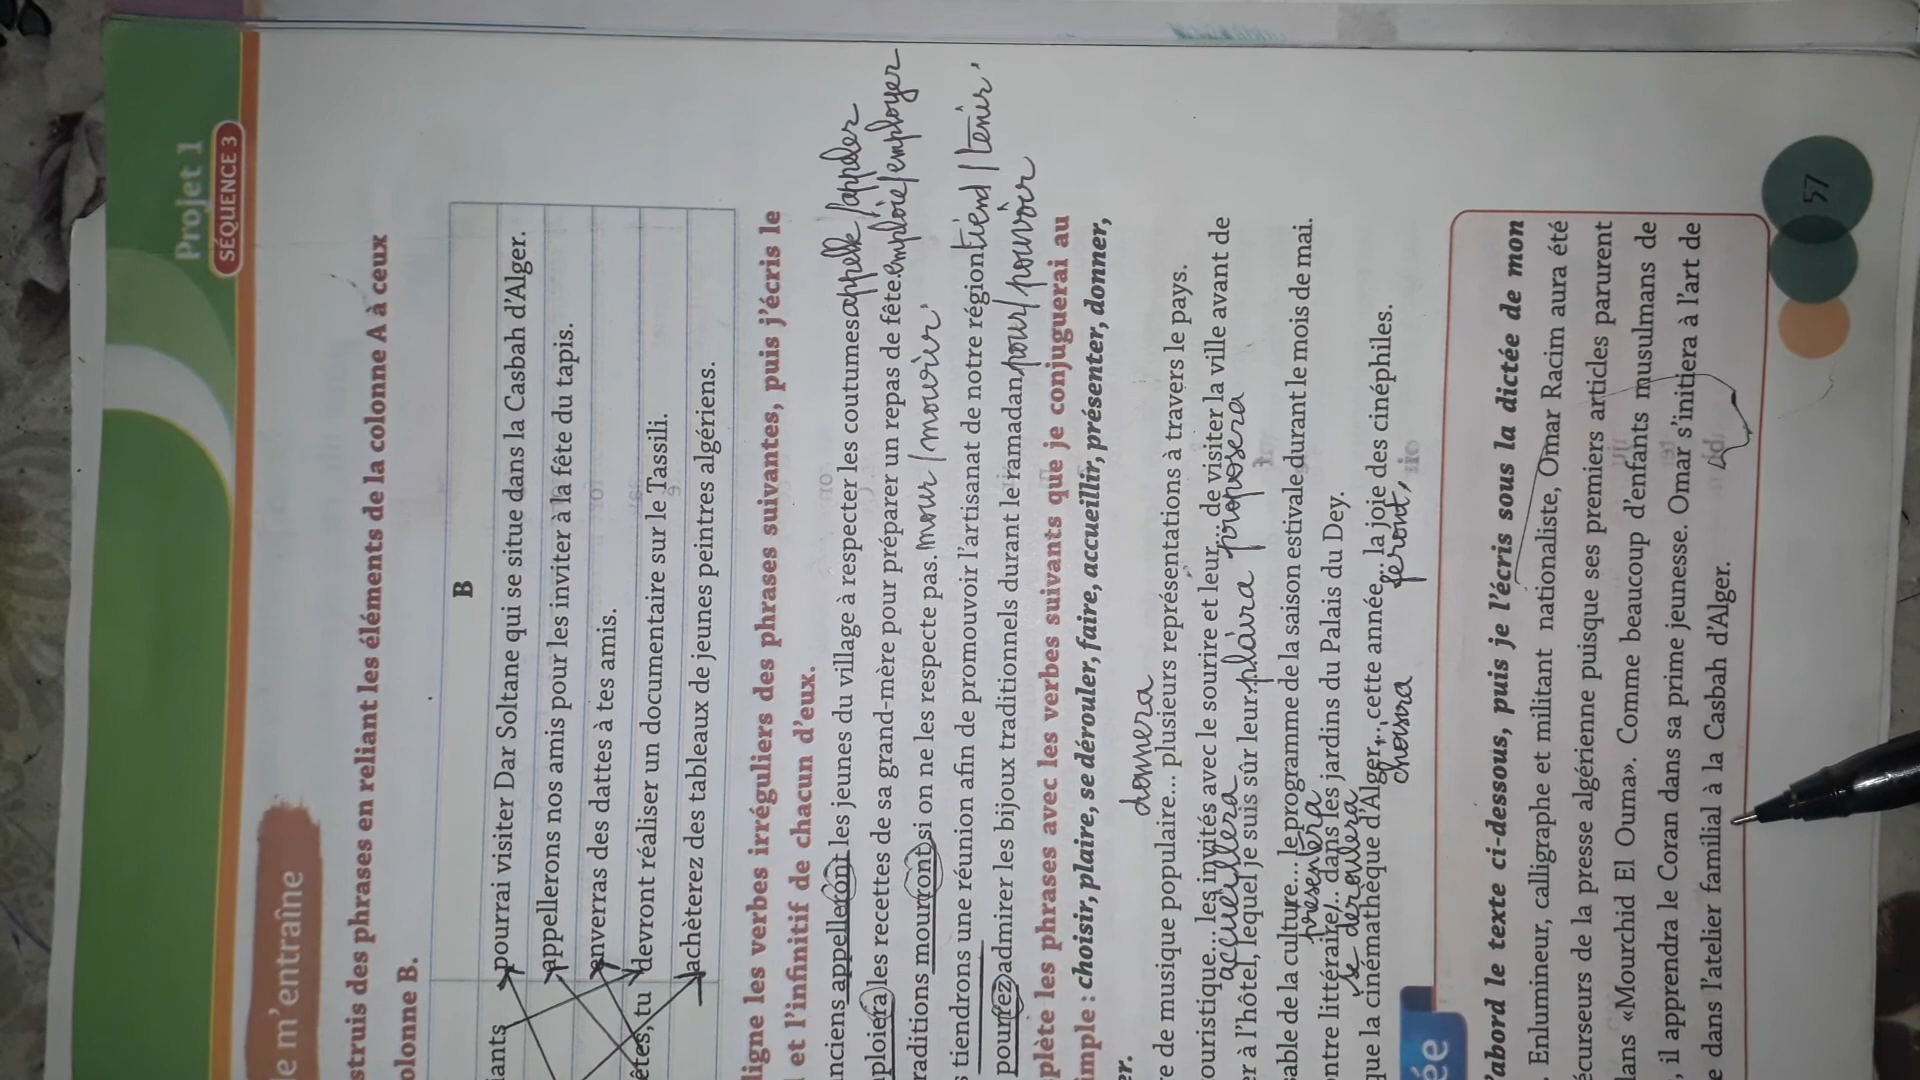 Projet 1
SÉQUENCE 3
e m'entraîne
struis des phrases en reliant les éléments de la colonne A à ceux
olonne B.
B
iants
pourrai visiter Dar Soltane qui se situe dans la Casbah d'Alger.
appellerons nos amis pour les inviter à la fête du tapis.
enverras des dattes à tes amis.
êtes, tu devront réaliser un documentaire sur le Tassili.
achèterez des tableaux de jeunes peintres algériens.
ligne les verbes irréguliers des phrases suivantes, puis j'écris le
et l'infinitif de chacun d'eux.
nciens appelleront les jeunes du village à respecter les coutumes appelle/appeler
ploiera les recettes de sa grand-mère pour préparer un repas de fête. emploie/employer
raditions mourront si on ne les respecte pas. mour/mourir
s tiendrons une réunion afin de promouvoir l'artisanat de notre région tiend/tenir
pourrez admirer les bijoux traditionnels durant le ramadan pour/pouvoir
plète les phrases avec les verbes suivants que je conjuguerai au
imple : choisir, plaire, se dérouler, faire, accueillir, présenter, donner,
er.
donnera
re de musique populaire... plusieurs représentations à travers le pays.
ouristique... les invités avec le sourire et leur... de visiter la ville avant de
accueillera proposera
er à l'hôtel, lequel je suis sûr leur... plaira
sable de la culture... le programme de la saison estivale durant le mois de mai.
présentera
ntre littéraire... dans les jardins du Palais du Dey.
se déroulera
que la cinémathèque d'Alger,..., cette année,... la joie des cinéphiles.
feront,
ée
'abord le texte ci-dessous, puis je l'écris sous la dictée de mon
. Enlumineur, calligraphe et militant nationaliste, Omar Racim aura été
écurseurs de la presse algérienne puisque ses premiers articles parurent
dans «Mourchid El Ouma». Comme beaucoup d'enfants musulmans de
, il apprendra le Coran dans sa prime jeunesse. Omar s'initiera à l'art de
e dans l'atelier familial à la Casbah d'Alger.
57